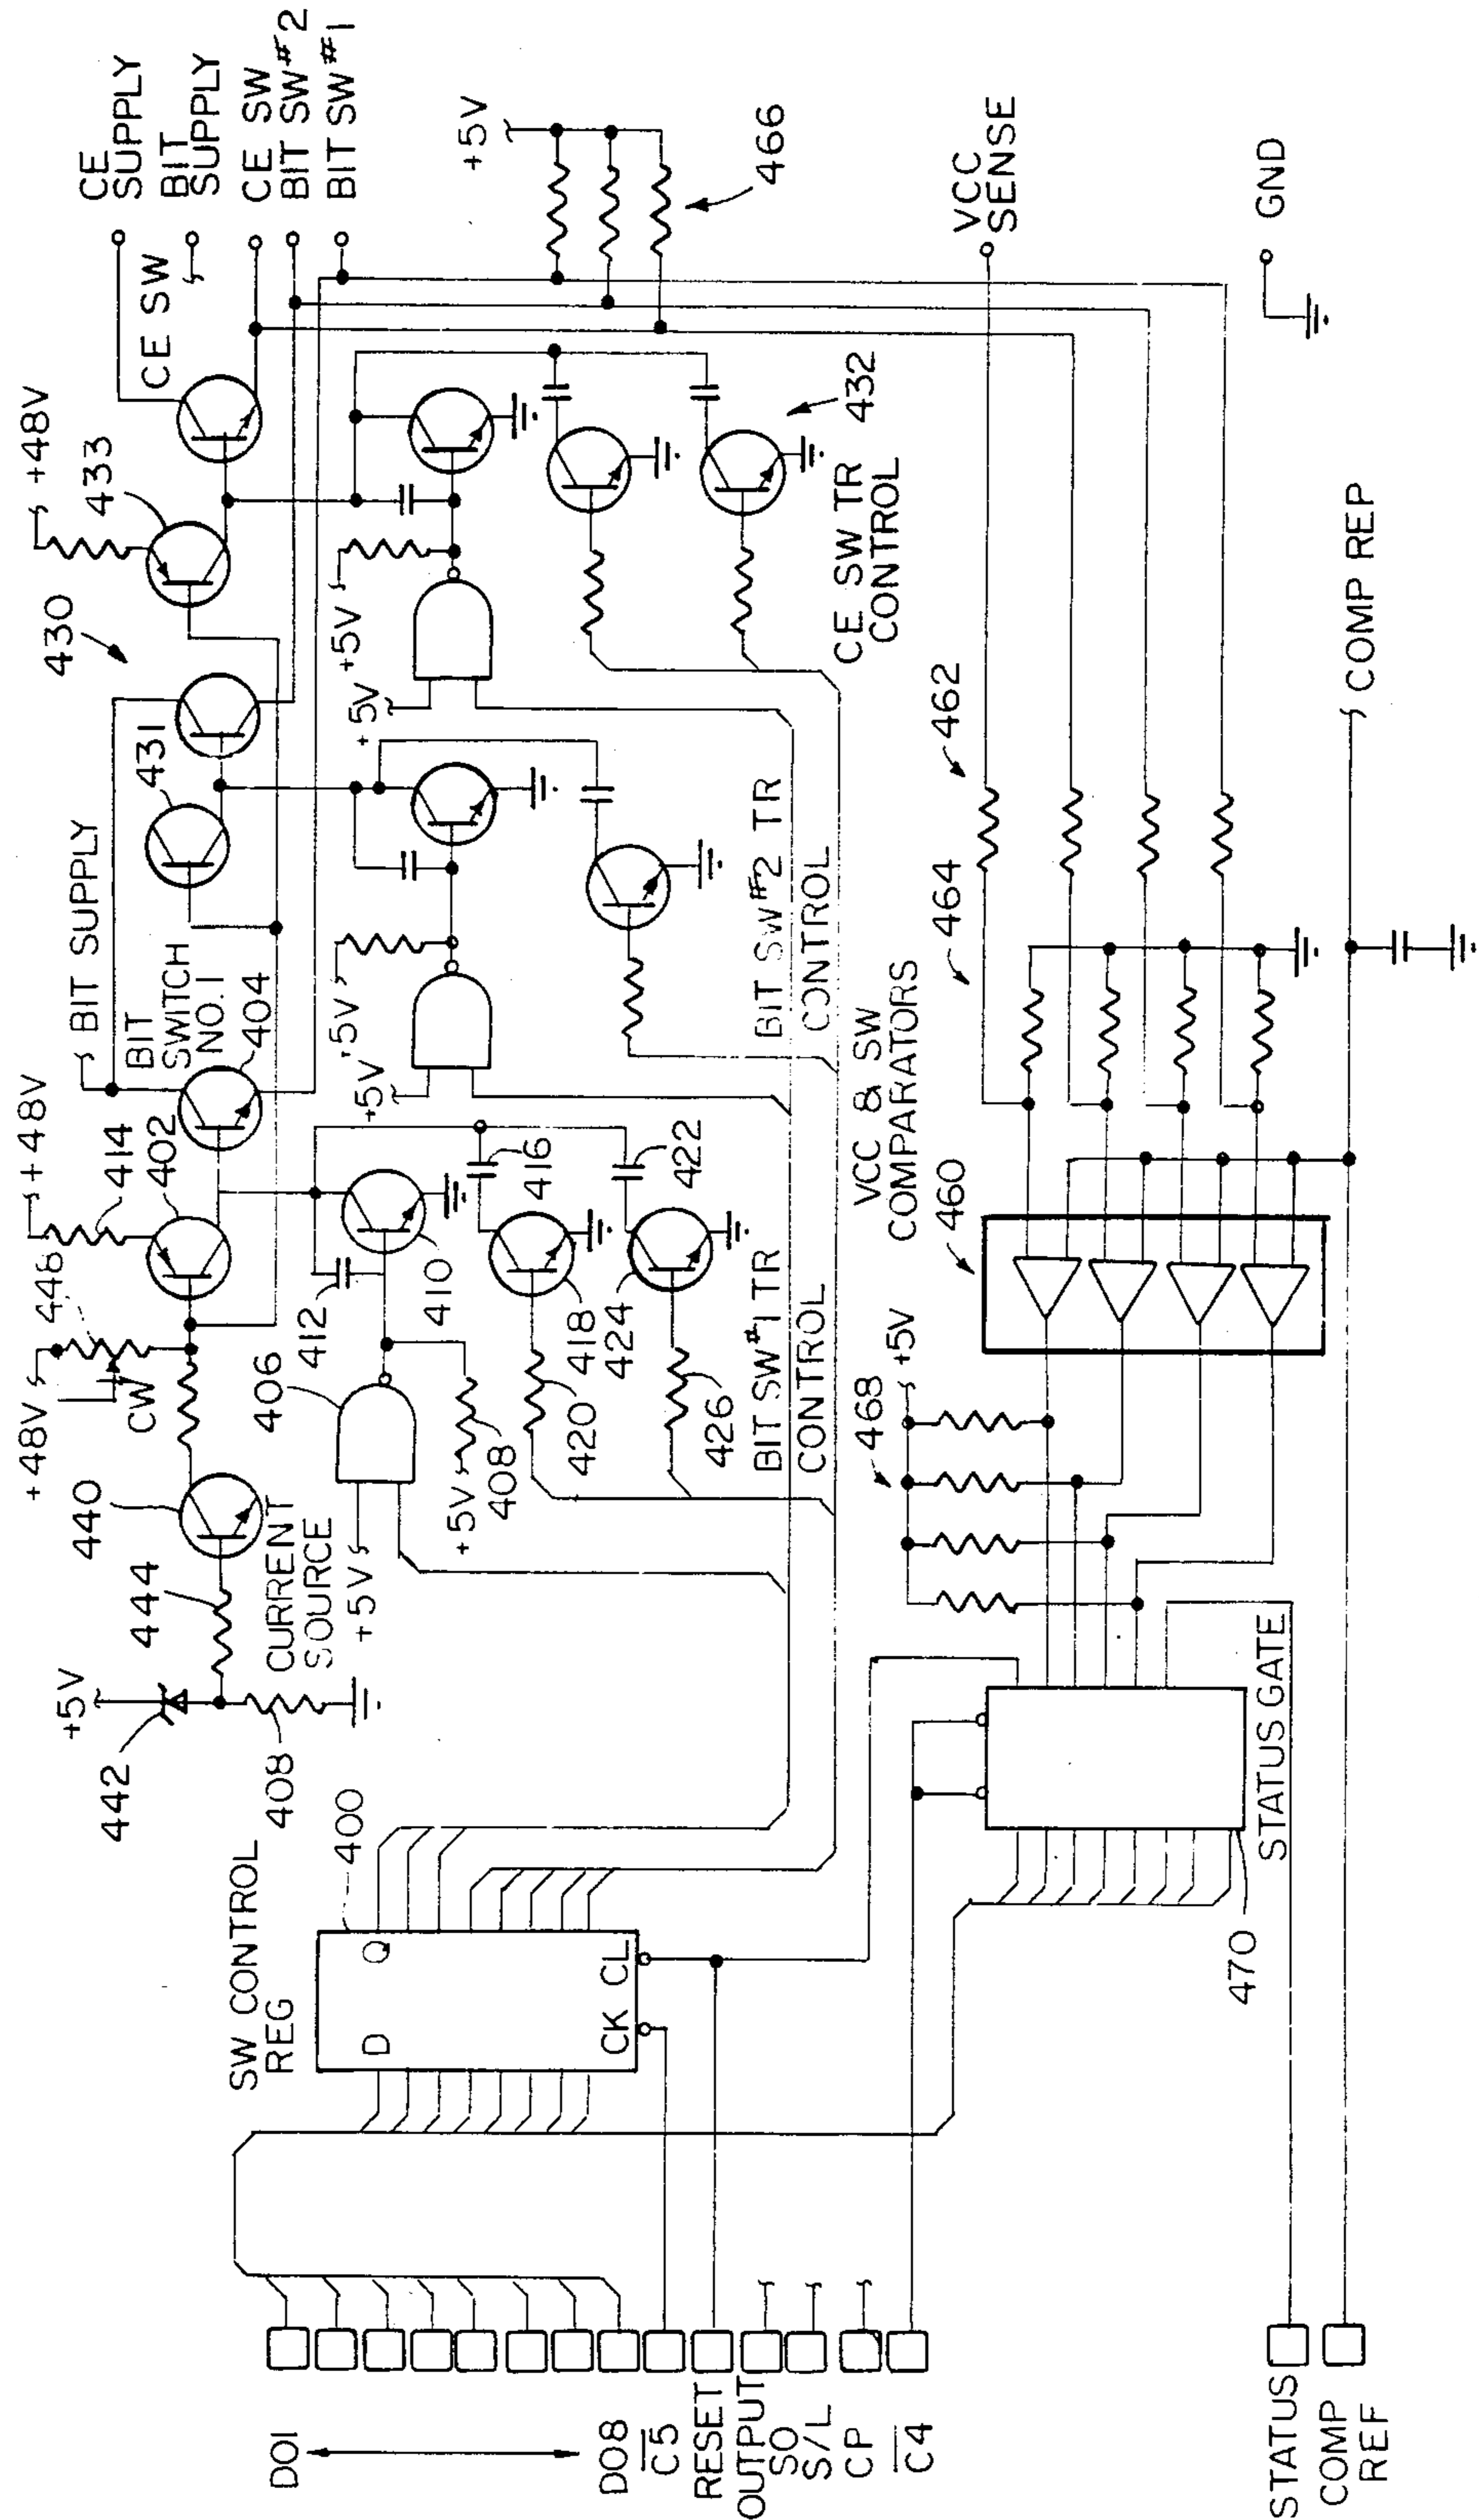 CE
SUPPLY
BIT
SUPPLY
CE SW
BIT SW#2
BIT SW#1
+5V
466
VCC
SENSE
GND
+48V
433
CE SW
430
431
BIT SUPPLY
BIT
SWITCH
NO.1
404
+48V
414
402
446
+48V
CW
440
444
CURRENT
SOURCE
+5V
442
408
432
CE SW TR
CONTROL
+5V
+5V
+5V
+5V
BIT SW#2 TR
CONTROL
412
410
406
416
422
418
424
420
426
+5V
408
+5V
BIT SW#1 TR
CONTROL
462
464
VCC & SW
COMPARATORS
460
COMP REP
+5V
468
STATUS GATE
470
SW CONTROL
REG
400
D
Q
CK
CL
DO1
DO8
C5
RESET
OUTPUT
SO
S/L
CP
C4
STATUS
COMP
REF